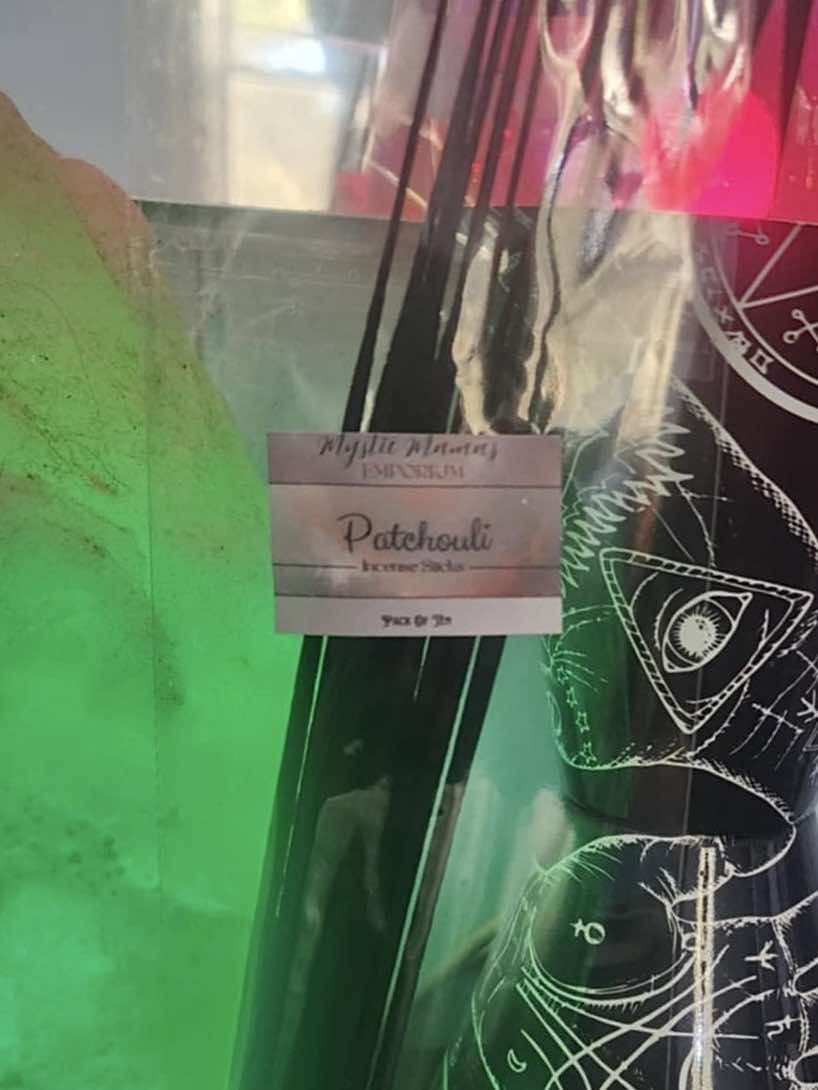 Mystic Mamas
EMPORIUM
Patchouli
Incense Sticks
Pack Of Ten